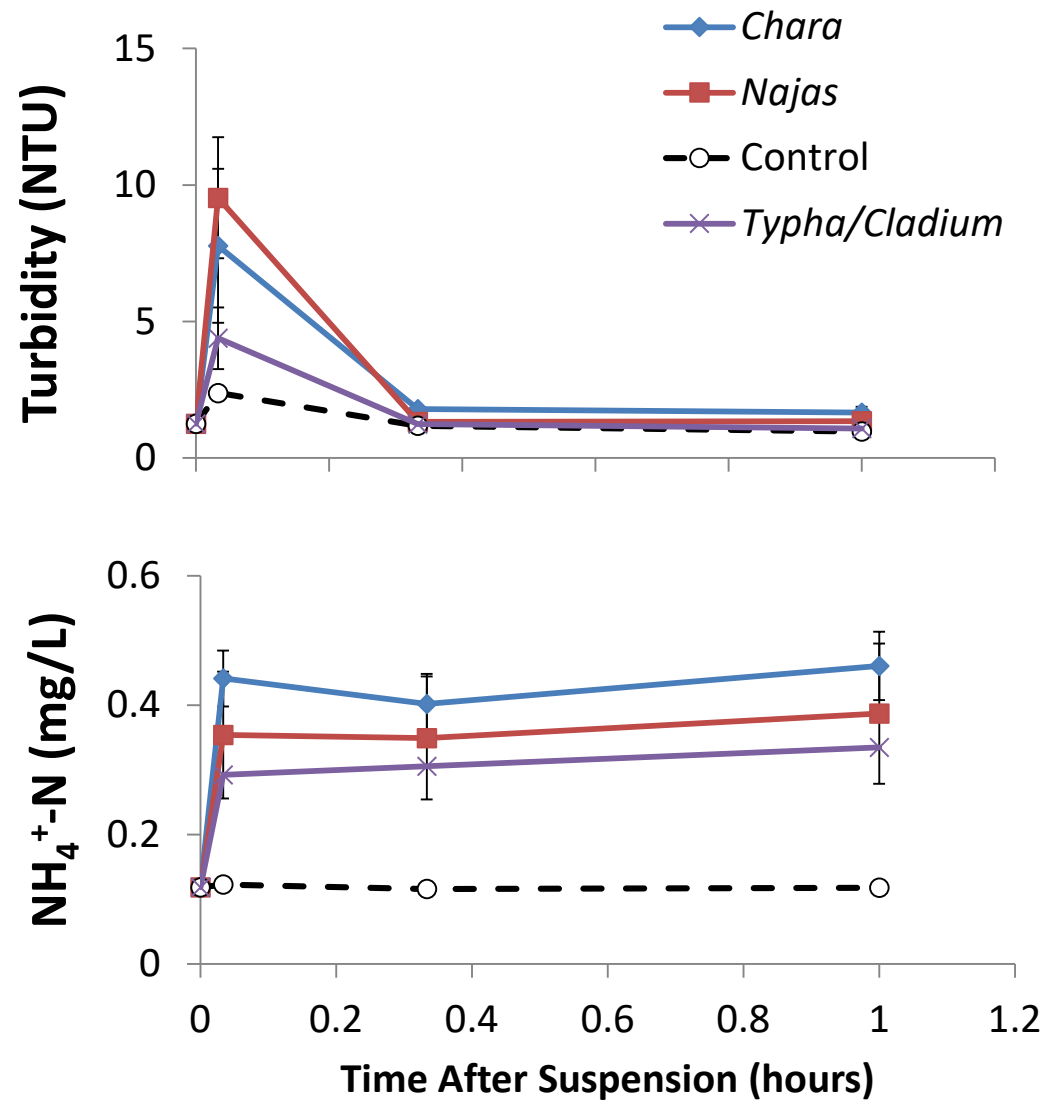 Chara
Najas
Control
Typha/Cladium
Turbidity (NTU)
15
10
5
0
NH₄⁺-N (mg/L)
0.6
0.4
0.2
0
0 0.2 0.4 0.6 0.8 1 1.2
Time After Suspension (hours)